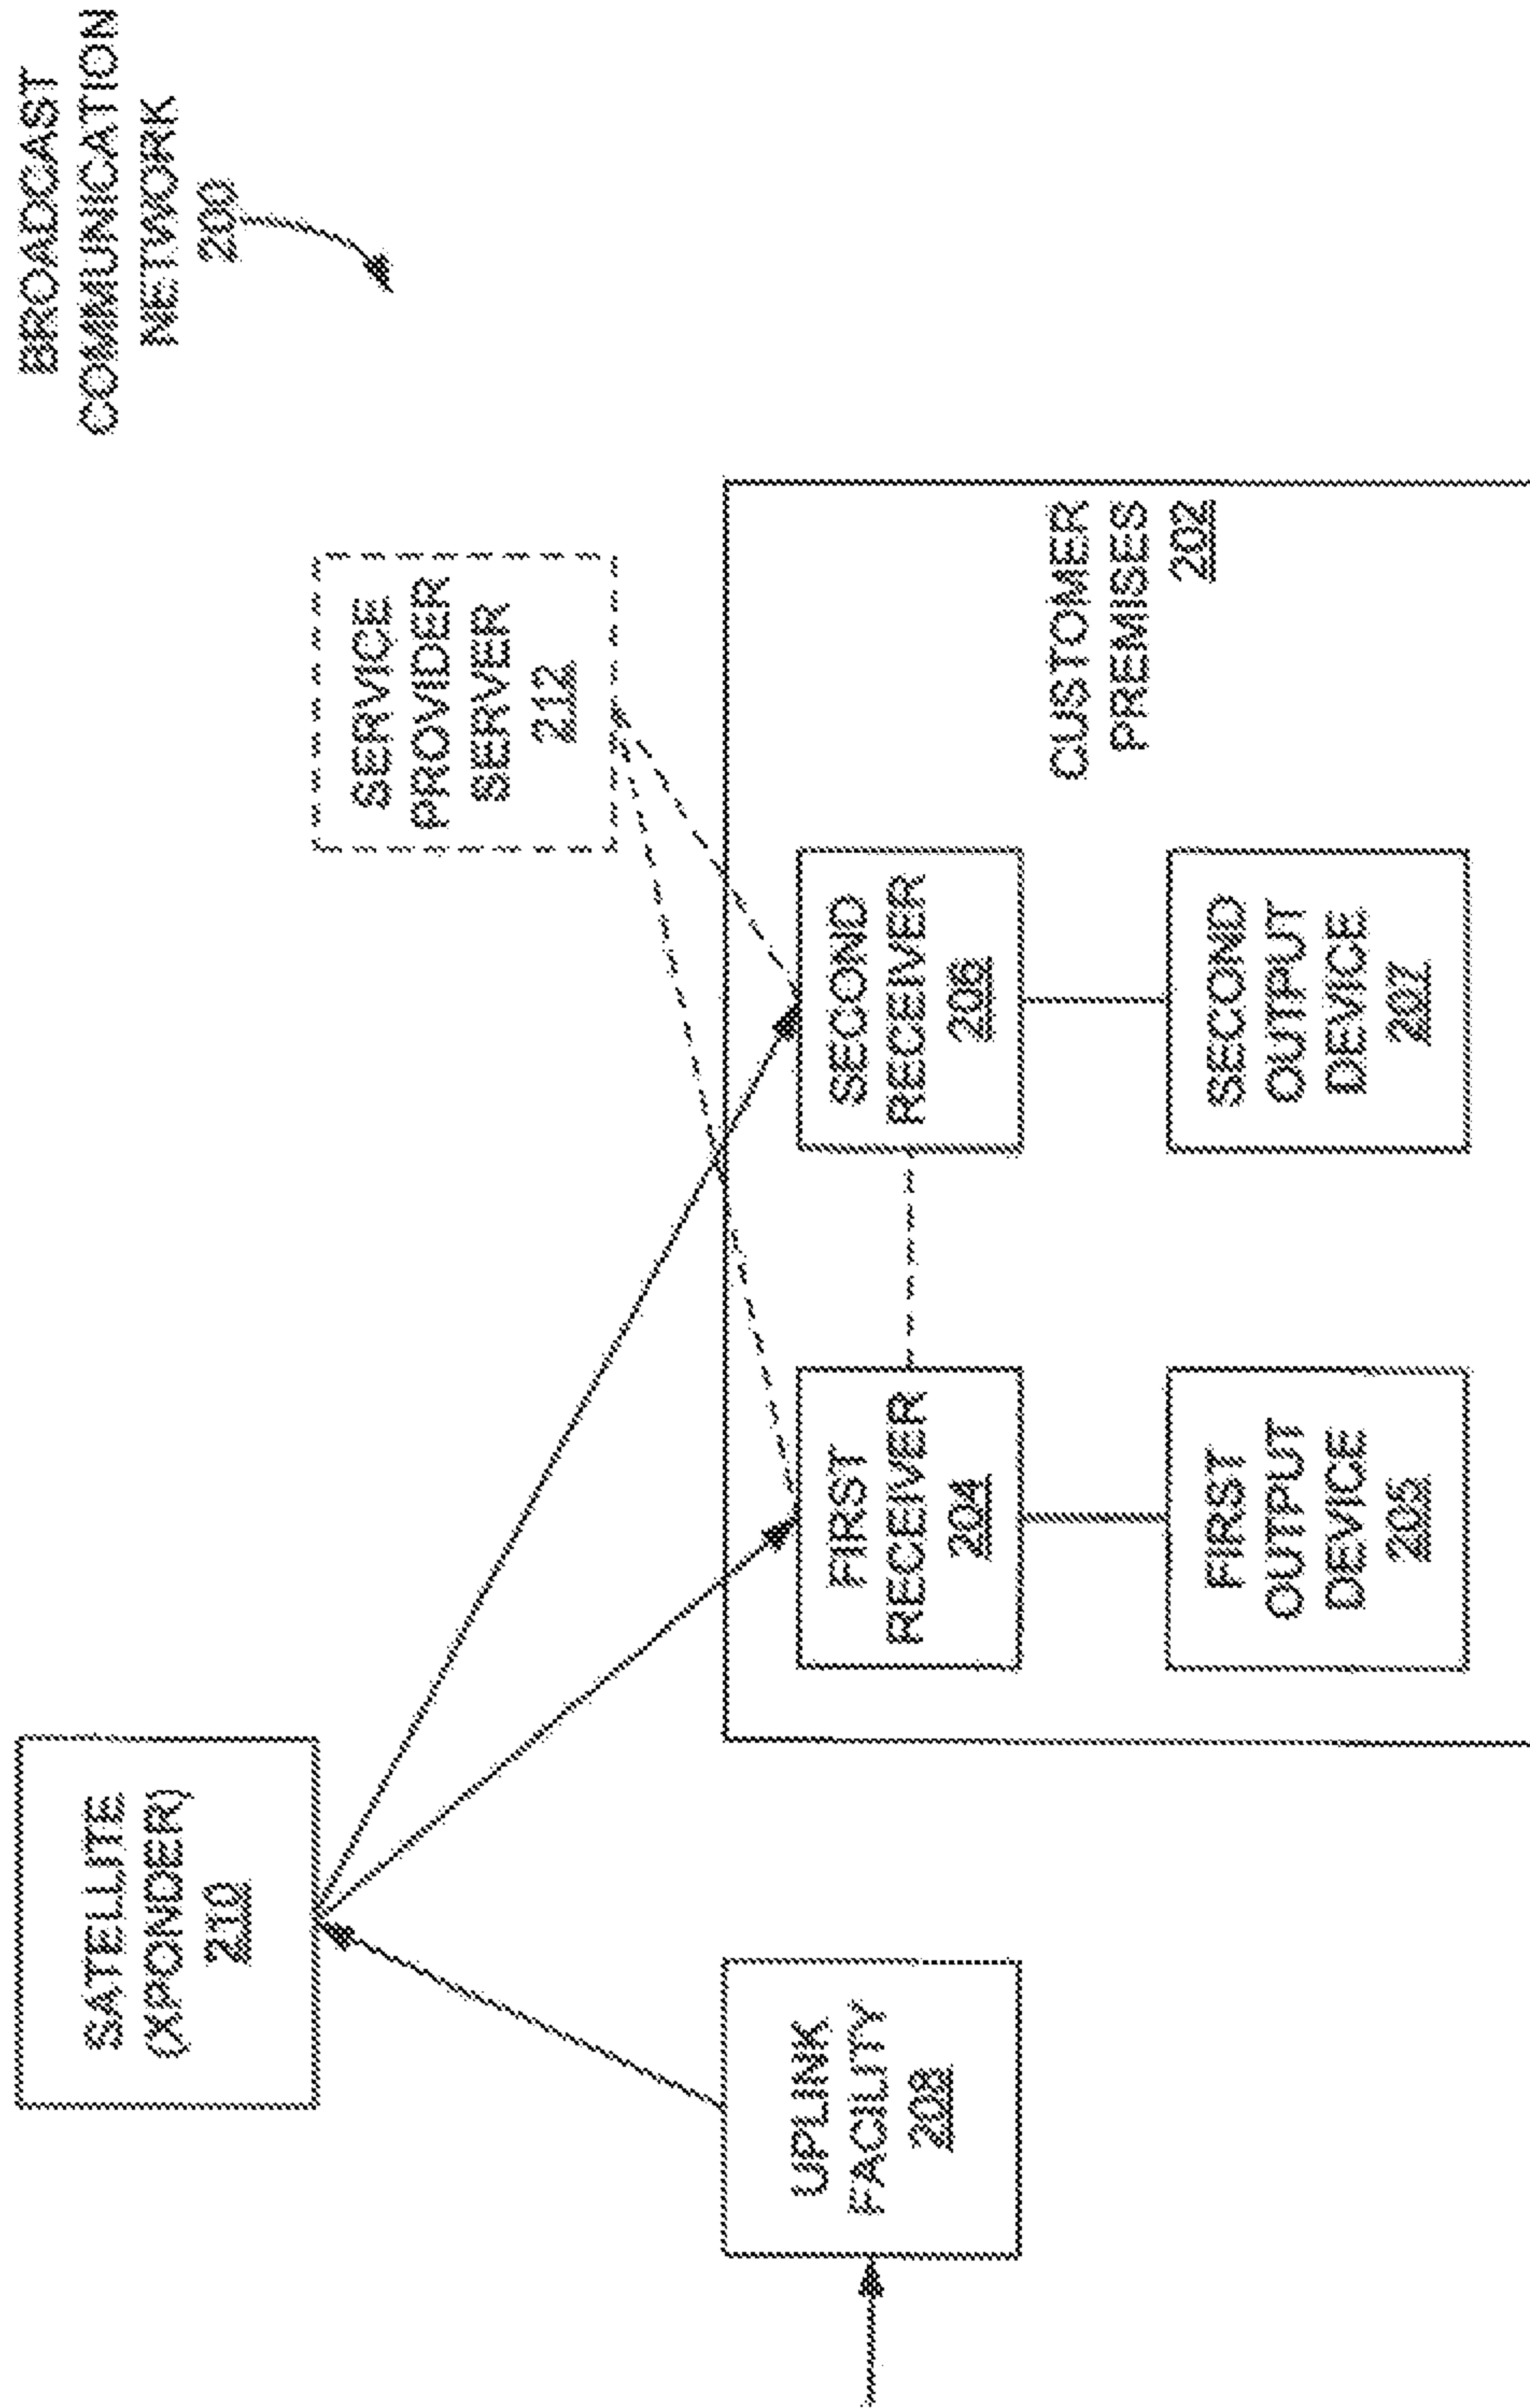 BROADCAST
COMMUNICATION
NETWORK
200
SATELLITE
(XPONDER)
210
SERVICE
PROVIDER
SERVER
212
UPLINK
FACILITY
208
FIRST
RECEIVER
204
SECOND
RECEIVER
206
CUSTOMER
PREMISES
202
FIRST
OUTPUT
DEVICE
205
SECOND
OUTPUT
DEVICE
207